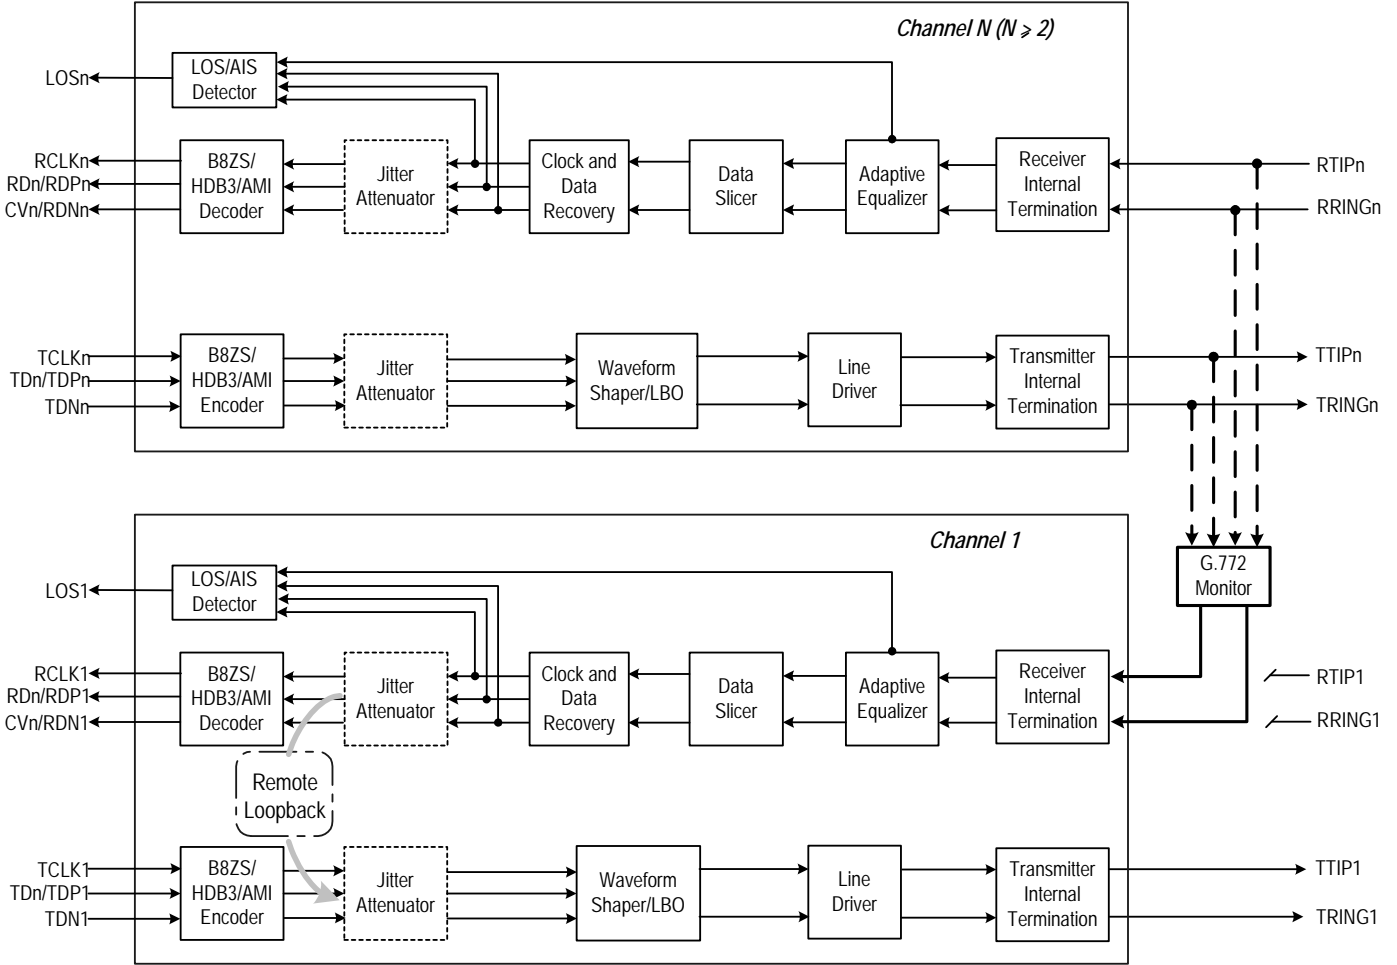 Channel N (N ⩾ 2)
LOSn
LOS/AIS
Detector
RCLKn
RDn/RDPn
CVn/RDNn
B8ZS/
HDB3/AMI
Decoder
Jitter
Attenuator
Clock and
Data
Recovery
Data
Slicer
Adaptive
Equalizer
Receiver
Internal
Termination
RTIPn
RRINGn
TCLKn
TDn/TDPn
TDNn
B8ZS/
HDB3/AMI
Encoder
Jitter
Attenuator
Waveform
Shaper/LBO
Line
Driver
Transmitter
Internal
Termination
TTIPn
TRINGn
Channel 1
G.772
Monitor
LOS1
LOS/AIS
Detector
RCLK1
RDn/RDP1
CVn/RDN1
B8ZS/
HDB3/AMI
Decoder
Jitter
Attenuator
Clock and
Data
Recovery
Data
Slicer
Adaptive
Equalizer
Receiver
Internal
Termination
RTIP1
RRING1
Remote
Loopback
TCLK1
TDn/TDP1
TDN1
B8ZS/
HDB3/AMI
Encoder
Jitter
Attenuator
Waveform
Shaper/LBO
Line
Driver
Transmitter
Internal
Termination
TTIP1
TRING1